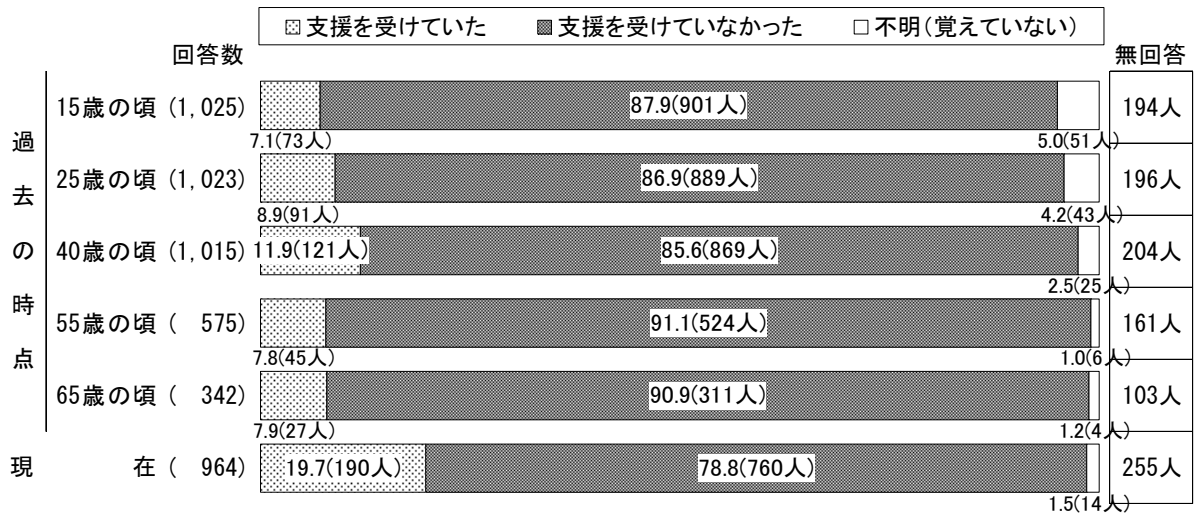 支援を受けていた 支援を受けていなかった 不明(覚えていない)
回答数 無回答
過去の時点
15歳の頃 (1,025) 87.9(901人) 194人
7.1(73人) 5.0(51人)
25歳の頃 (1,023) 86.9(889人) 196人
8.9(91人) 4.2(43人)
40歳の頃 (1,015) 11.9(121人) 85.6(869人) 204人
2.5(25人)
55歳の頃 ( 575) 91.1(524人) 161人
7.8(45人) 1.0(6人)
65歳の頃 ( 342) 90.9(311人) 103人
7.9(27人) 1.2(4人)
現 在 ( 964) 19.7(190人) 78.8(760人) 255人
1.5(14人)